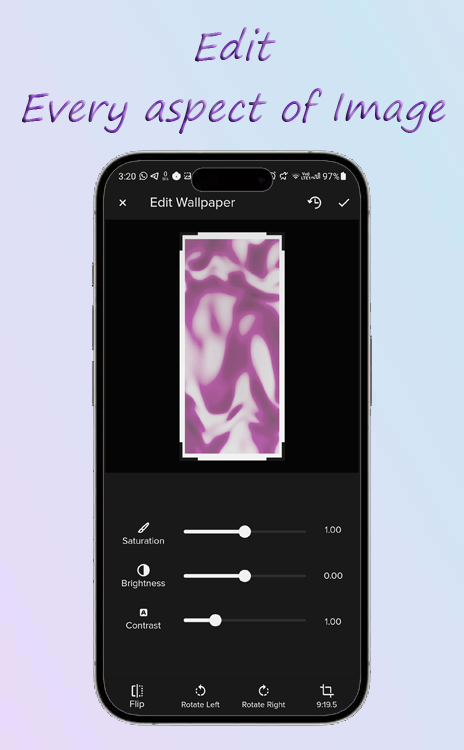 Edit
Every aspect of Image
3:20 97%
Edit Wallpaper
Saturation 1.00
Brightness 0.00
A
Contrast 1.00
Flip Rotate Left Rotate Right 9:19.5